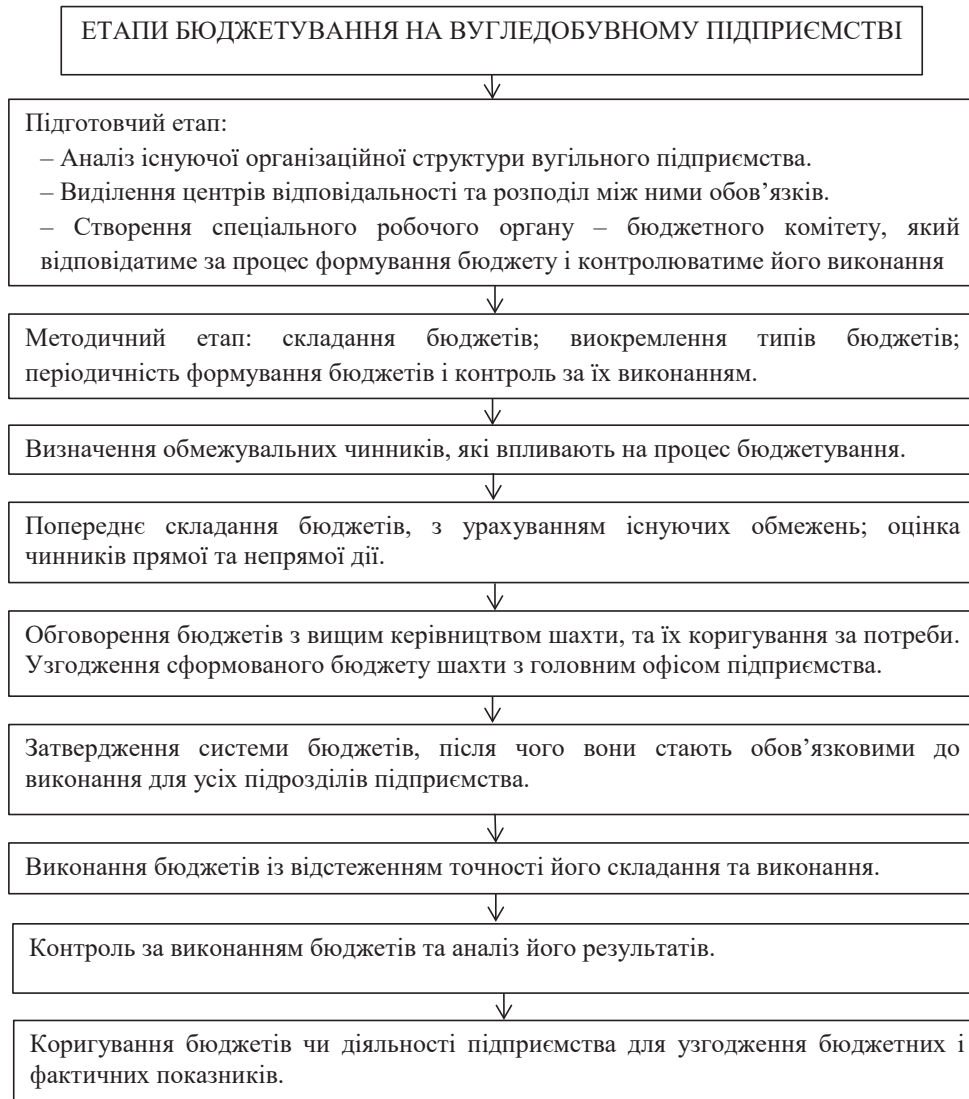 ЕТАПИ БЮДЖЕТУВАННЯ НА ВУГЛЕДОБУВНОМУ ПІДПРИЄМСТВІ
Підготовчий етап:
– Аналіз існуючої організаційної структури вугільного підприємства.
– Виділення центрів відповідальності та розподіл між ними обов’язків.
– Створення спеціального робочого органу – бюджетного комітету, який
відповідатиме за процес формування бюджету і контролюватиме його виконання
Методичний етап: складання бюджетів; виокремлення типів бюджетів;
періодичність формування бюджетів і контроль за їх виконанням.
Визначення обмежувальних чинників, які впливають на процес бюджетування.
Попереднє складання бюджетів, з урахуванням існуючих обмежень; оцінка
чинників прямої та непрямої дії.
Обговорення бюджетів з вищим керівництвом шахти, та їх коригування за потреби.
Узгодження сформованого бюджету шахти з головним офісом підприємства.
Затвердження системи бюджетів, після чого вони стають обов’язковими до
виконання для усіх підрозділів підприємства.
Виконання бюджетів із відстеженням точності його складання та виконання.
Контроль за виконанням бюджетів та аналіз його результатів.
Коригування бюджетів чи діяльності підприємства для узгодження бюджетних і
фактичних показників.